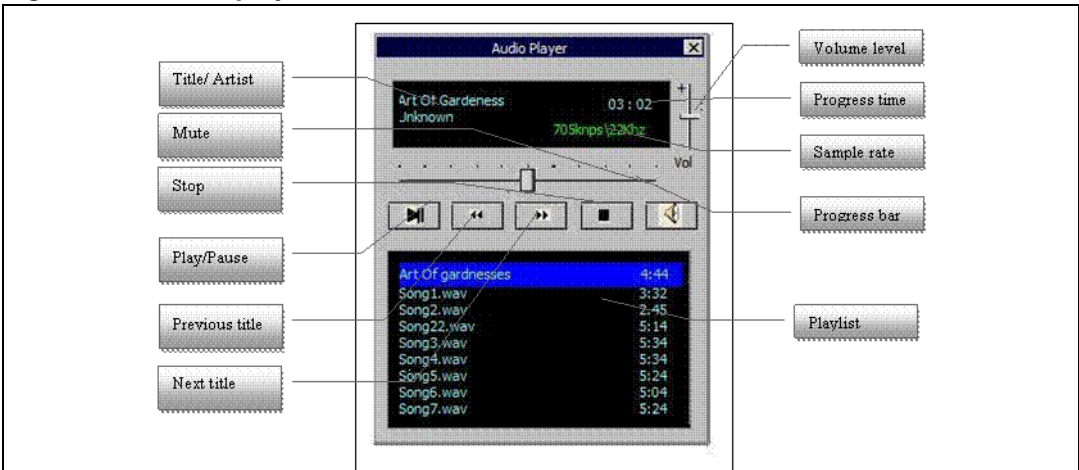 Audio Player
Title/ Artist
Mute
Stop
Play/Pause
Previous title
Next title
Art Of Gardeness
Unknown
03 : 02
705knps\22Khz
+
Vol
Art Of gardnesses 4:44
Song1.wav 3:32
Song2.wav 2.45
Song22.wav 5:14
Song3.wav 5:34
Song4.wav 5:34
Song5.wav 5:24
Song6.wav 5:04
Song7.wav 5:24
Volume level
Progress time
Sample rate
Progress bar
Playlist